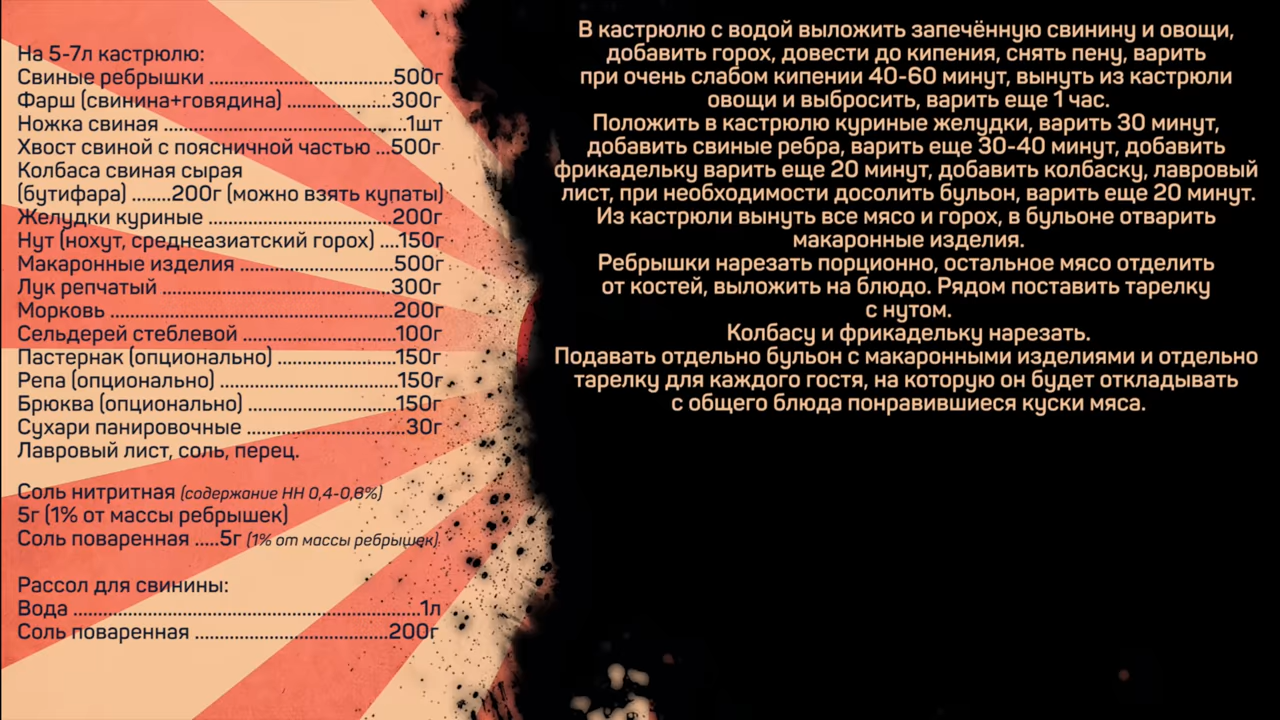 На 5-7л кастрюлю:
Свиные ребрышки ..............................500г
Фарш (свинина+говядина) .................300г
Ножка свиная .......................................1шт
Хвост свиной с поясничной частью ...500г
Колбаса свиная сырая
(бутифара) ........200г (можно взять купаты)
Желудки куриные ..............................200г
Нут (нохут, среднеазиатский горох) ....150г
Макаронные изделия .........................500г
Лук репчатый ......................................300г
Морковь ..............................................200г
Сельдерей стеблевой .........................100г
Пастернак (опционально) ...................150г
Репа (опционально) .............................150г
Брюква (опционально) ........................150г
Сухари панировочные .........................30г
Лавровый лист, соль, перец.
Соль нитритная (содержание НН 0,4-0,8%)
5г (1% от массы ребрышек)
Соль поваренная .....5г (1% от массы ребрышек).
Рассол для свинины:
Вода .........................................................1л
Соль поваренная ................................200г
В кастрюлю с водой выложить запечённую свинину и овощи,
добавить горох, довести до кипения, снять пену, варить
при очень слабом кипении 40-60 минут, вынуть из кастрюли
овощи и выбросить, варить еще 1 час.
Положить в кастрюлю куриные желудки, варить 30 минут,
добавить свиные ребра, варить еще 30-40 минут, добавить
фрикадельку варить еще 20 минут, добавить колбаску, лавровый
лист, при необходимости досолить бульон, варить еще 20 минут.
Из кастрюли вынуть все мясо и горох, в бульоне отварить
макаронные изделия.
Ребрышки нарезать порционно, остальное мясо отделить
от костей, выложить на блюдо. Рядом поставить тарелку
с нутом.
Колбасу и фрикадельку нарезать.
Подавать отдельно бульон с макаронными изделиями и отдельно
тарелку для каждого гостя, на которую он будет откладывать
с общего блюда понравившиеся куски мяса.